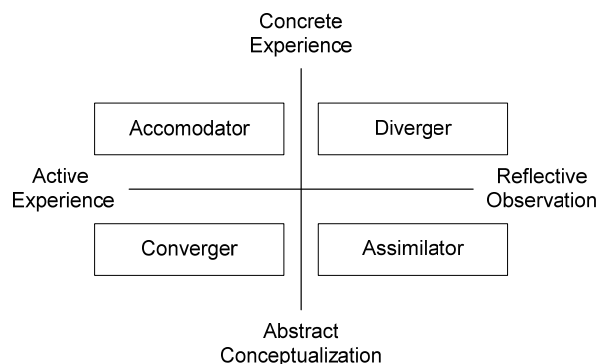 Concrete
Experience
Accomodator
Diverger
Active
Experience
Reflective
Observation
Converger
Assimilator
Abstract
Conceptualization